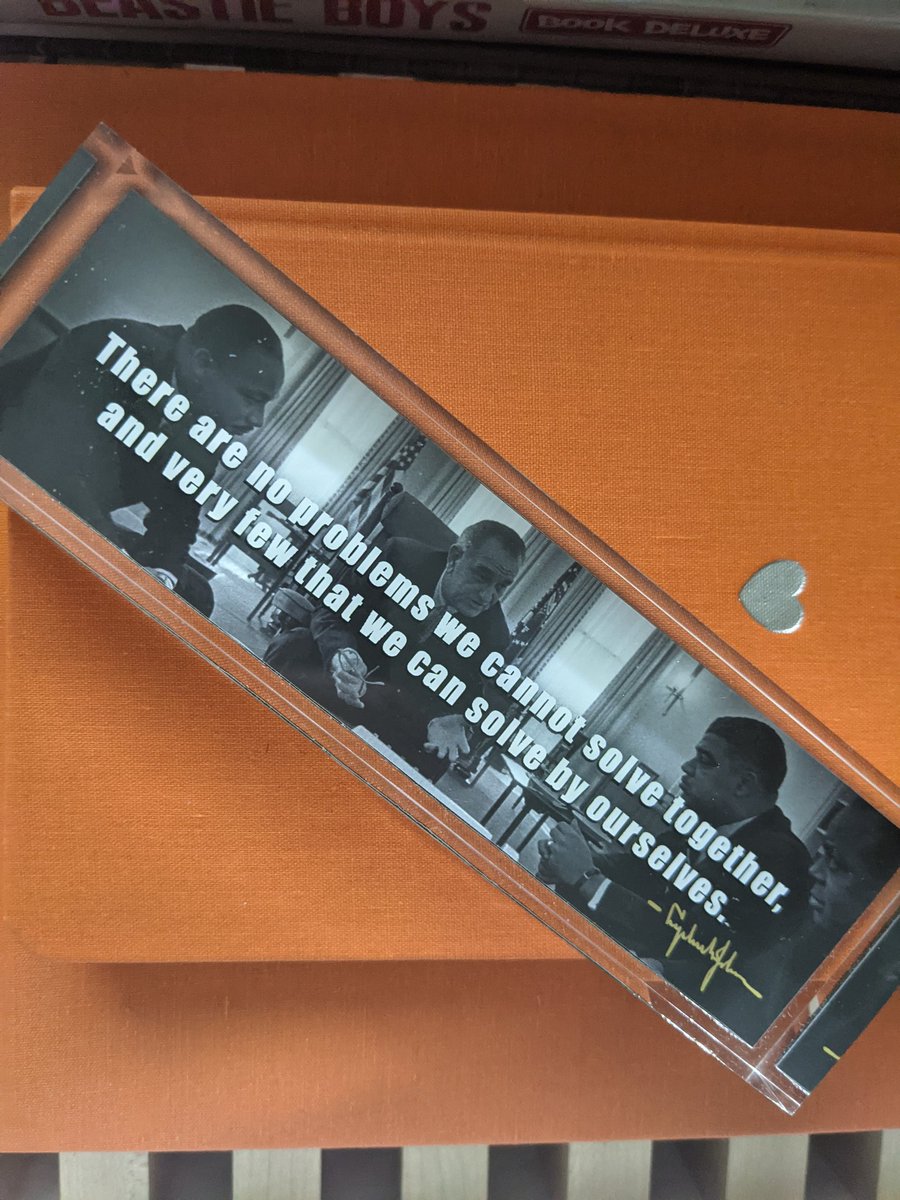 BEASTIE BOYS
BOOK DELUXE
There are no problems we cannot solve together,
and very few that we can solve by ourselves.